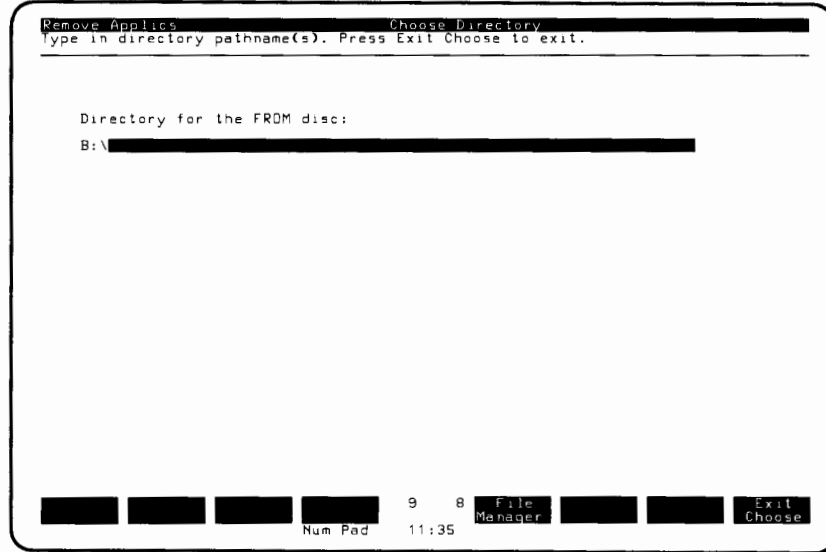 Remove Applics Choose Directory
Type in directory pathname(s). Press Exit Choose to exit.
Directory for the FROM disc:
B:\
9 8 File Manager Exit Choose
Num Pad 11:35